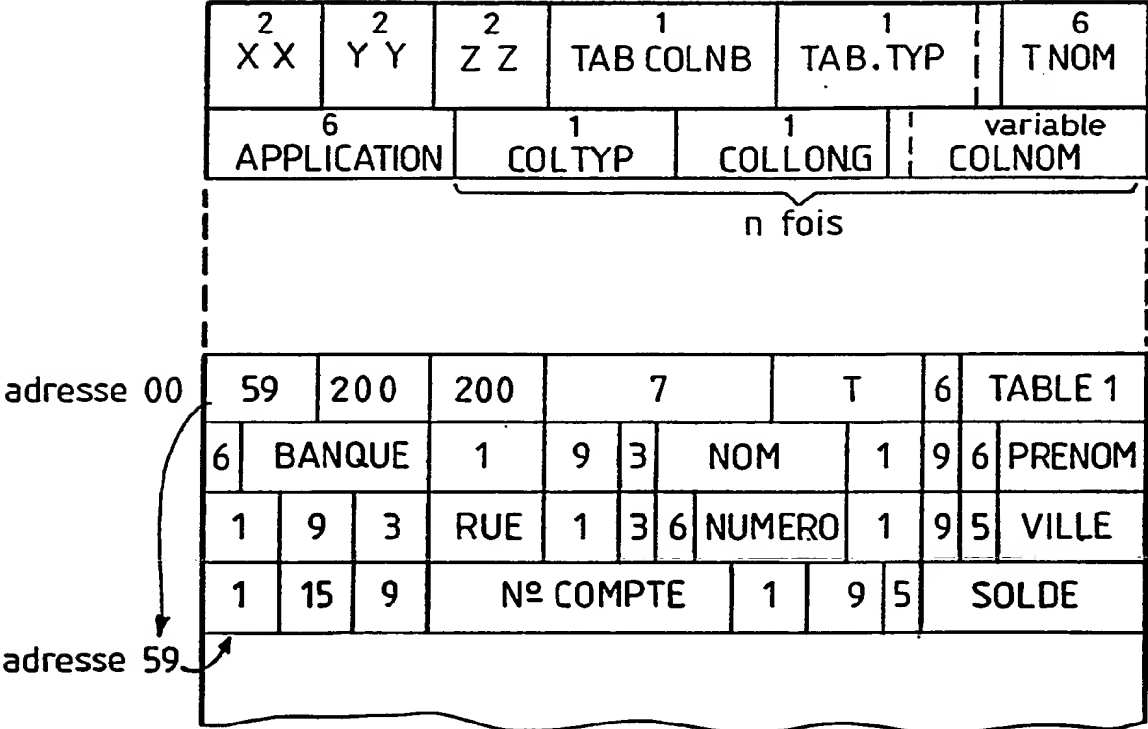 2 2 2 1 1 6
X X Y Y Z Z TAB COLNB TAB.TYP T NOM
6 1 1 variable
APPLICATION COLTYP COLLONG COLNOM
n fois
adresse 00 59 200 200 7 T 6 TABLE 1
6 BANQUE 1 9 3 NOM 1 9 6 PRENOM
1 9 3 RUE 1 3 6 NUMERO 1 9 5 VILLE
1 15 9 Nº COMPTE 1 9 5 SOLDE
adresse 59